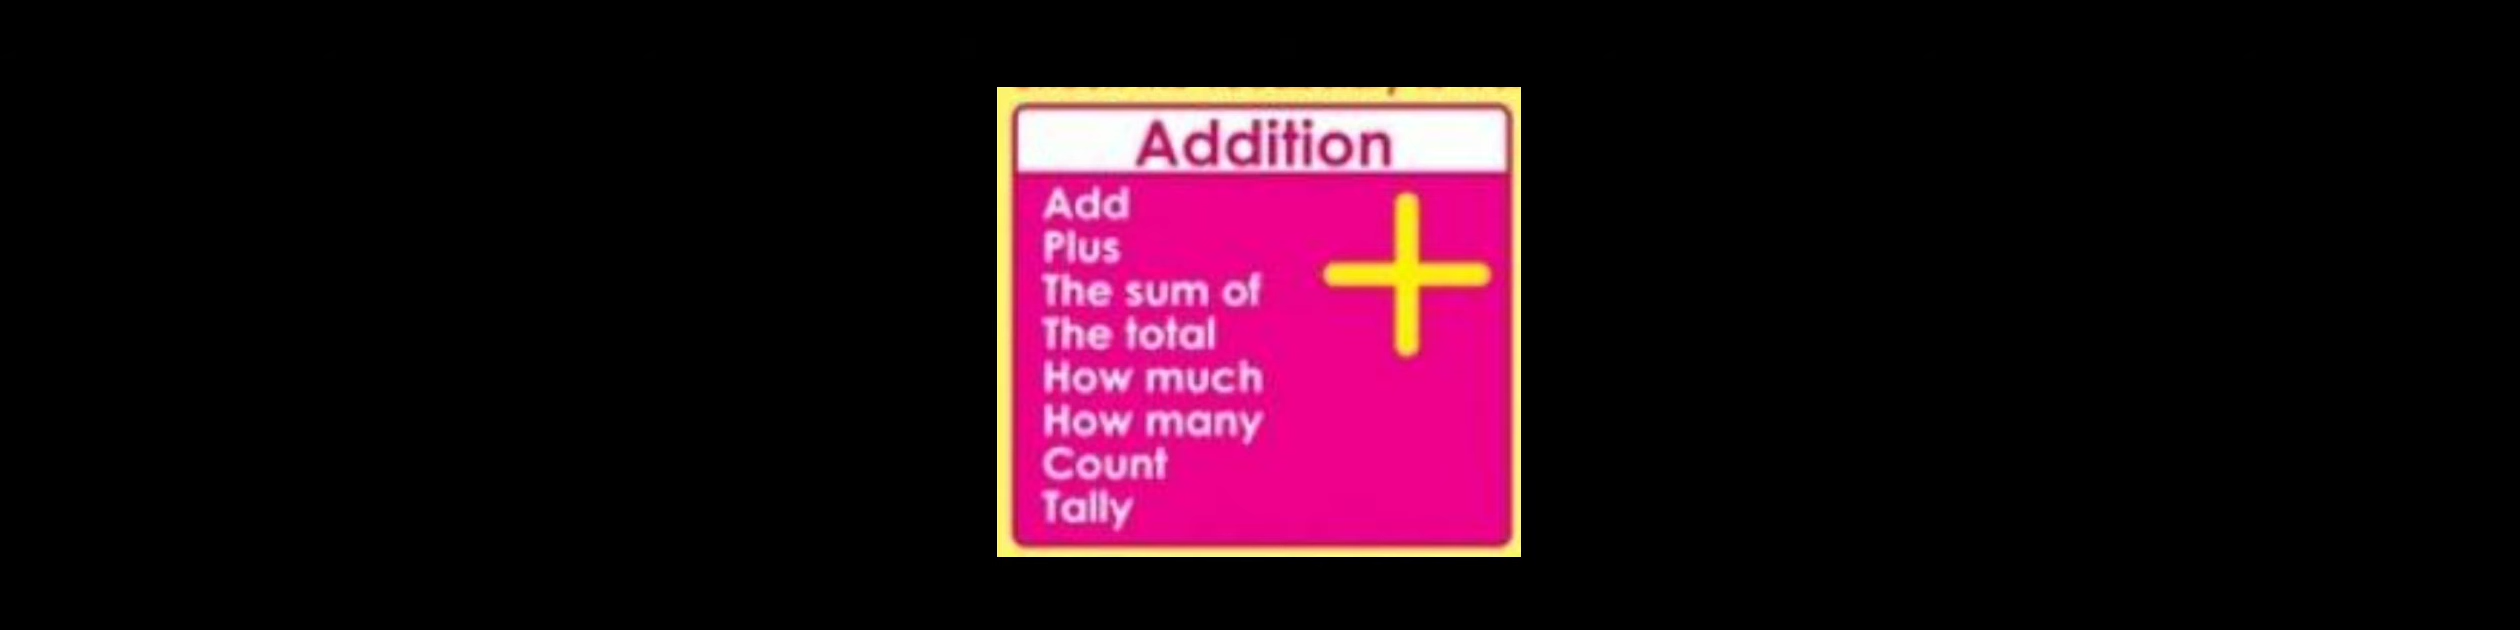 Addition
Add
Plus
The sum of
The total
How much
How many
Count
Tally